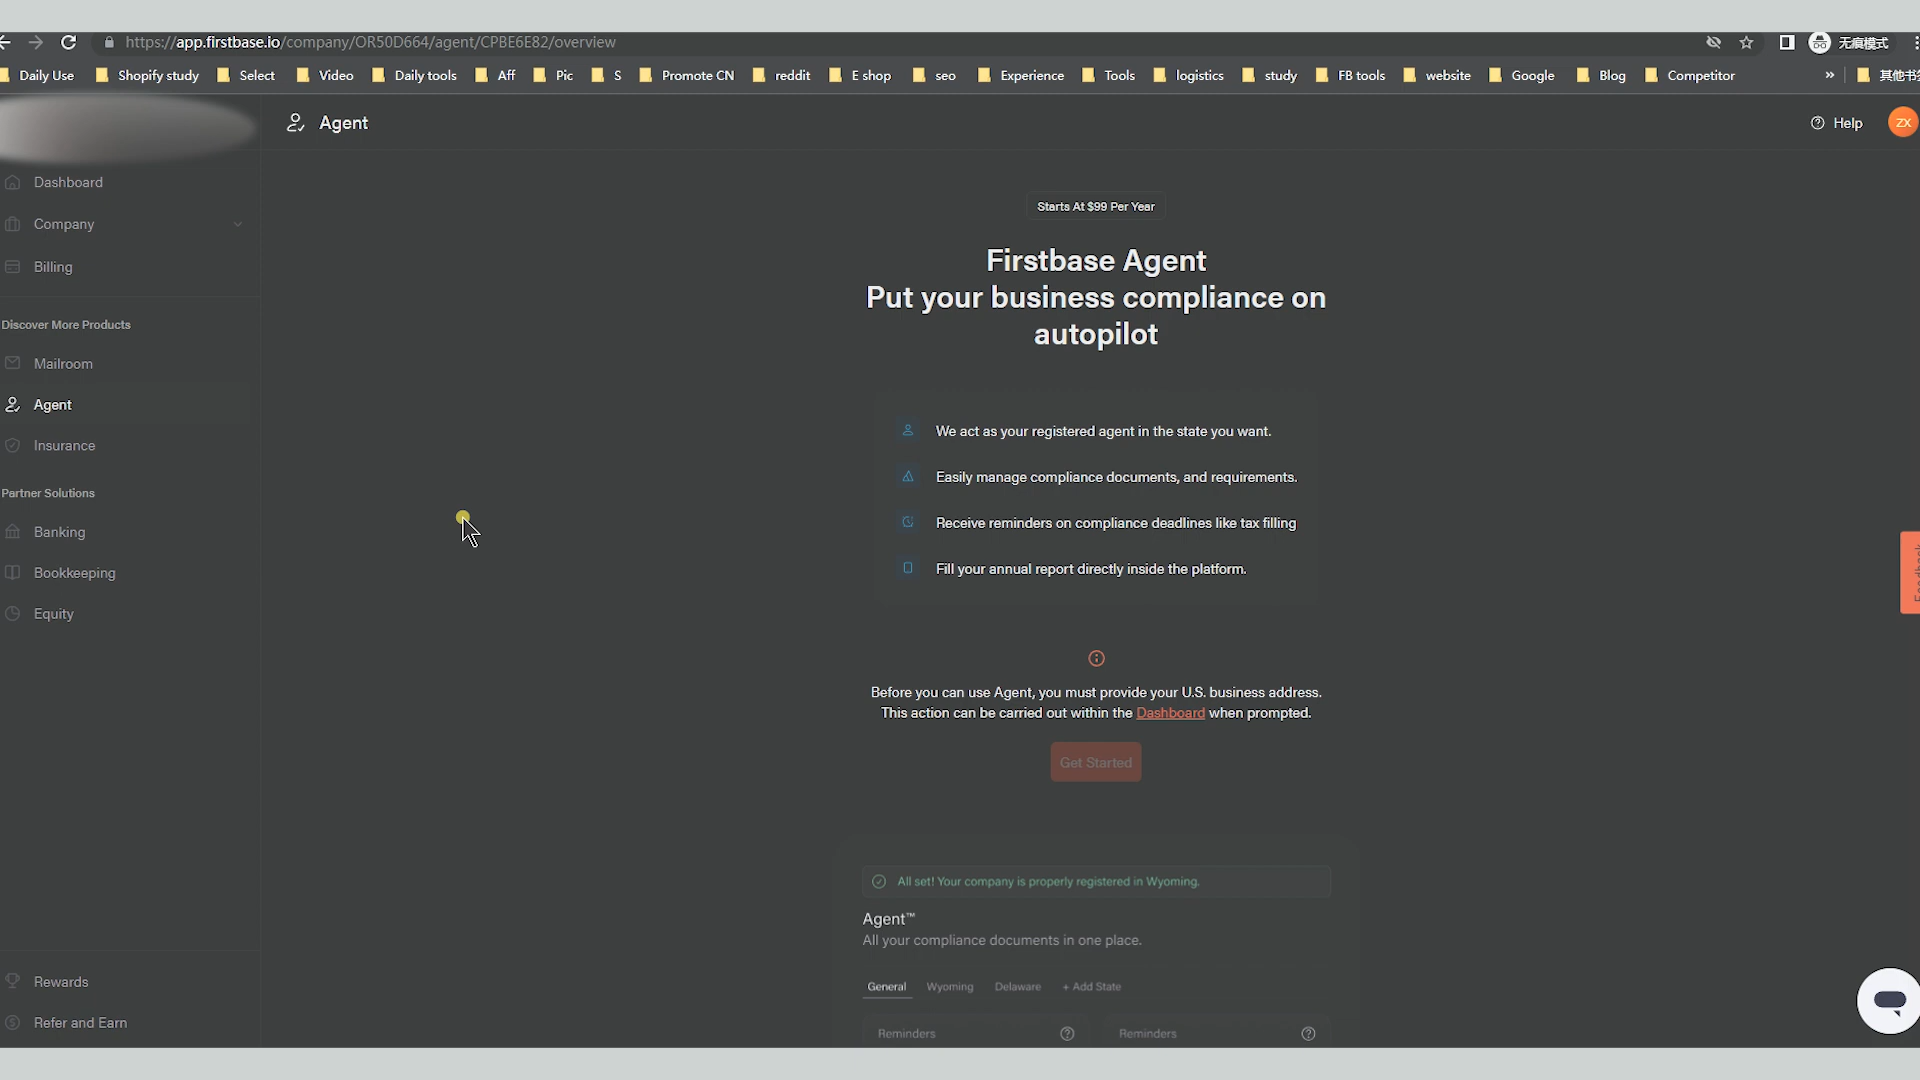 https://app.firstbase.io/company/OR50D664/agent/CPBE6E82/overview
无痕模式
Daily Use Shopify study Select Video Daily tools Aff Pic S Promote CN reddit E shop seo Experience Tools logistics study FB tools website Google Blog Competitor » 其他书签
Agent
Help
ZX
Dashboard
Company
Billing
Discover More Products
Mailroom
Agent
Insurance
Partner Solutions
Banking
Bookkeeping
Equity
Rewards
Refer and Earn
Starts At $99 Per Year
Firstbase Agent
Put your business compliance on
autopilot
We act as your registered agent in the state you want.
Easily manage compliance documents, and requirements.
Receive reminders on compliance deadlines like tax filling
Fill your annual report directly inside the platform.
Before you can use Agent, you must provide your U.S. business address.
This action can be carried out within the Dashboard when prompted.
Get Started
All set! Your company is properly registered in Wyoming.
Agent™
All your compliance documents in one place.
General Wyoming Delaware + Add State
Reminders Reminders